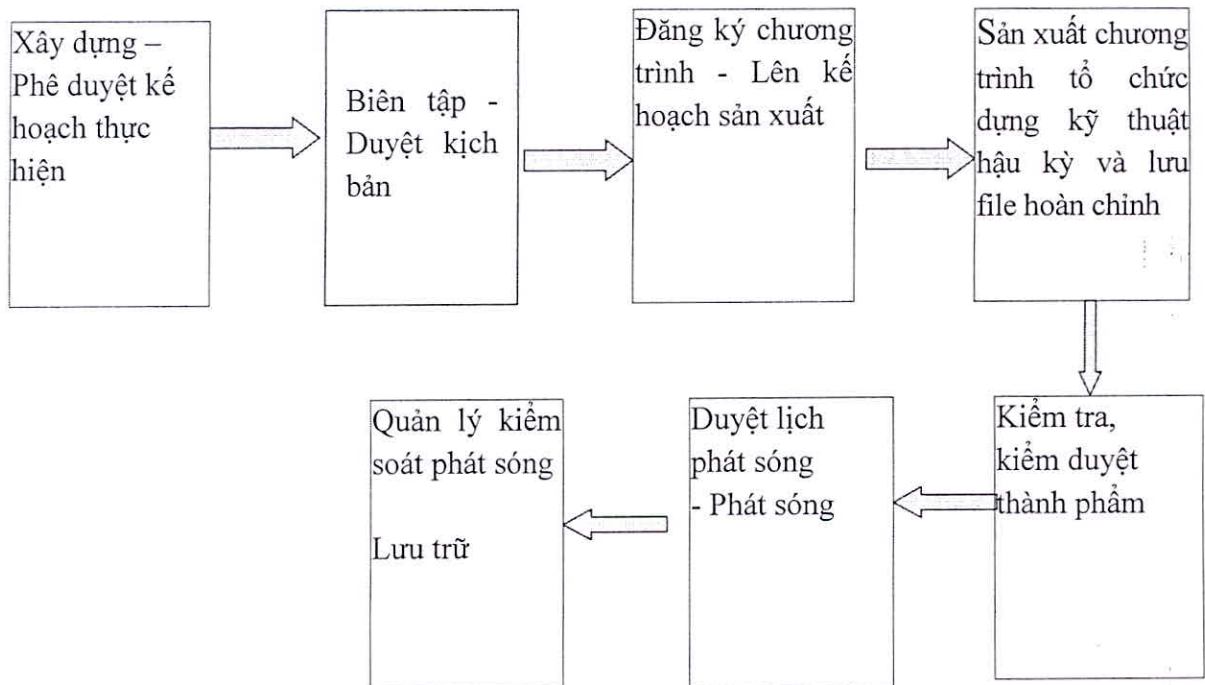 Xây dựng –
Phê duyệt kế
hoạch thực
hiện
Biên tập -
Duyệt kịch
bản
Đăng ký chương
trình - Lên kế
hoạch sản xuất
Sản xuất chương
trình tổ chức
dựng kỹ thuật
hậu kỳ và lưu
file hoàn chỉnh
Kiểm tra,
kiểm duyệt
thành phẩm
Duyệt lịch
phát sóng
- Phát sóng
Quản lý kiểm
soát phát sóng
Lưu trữ